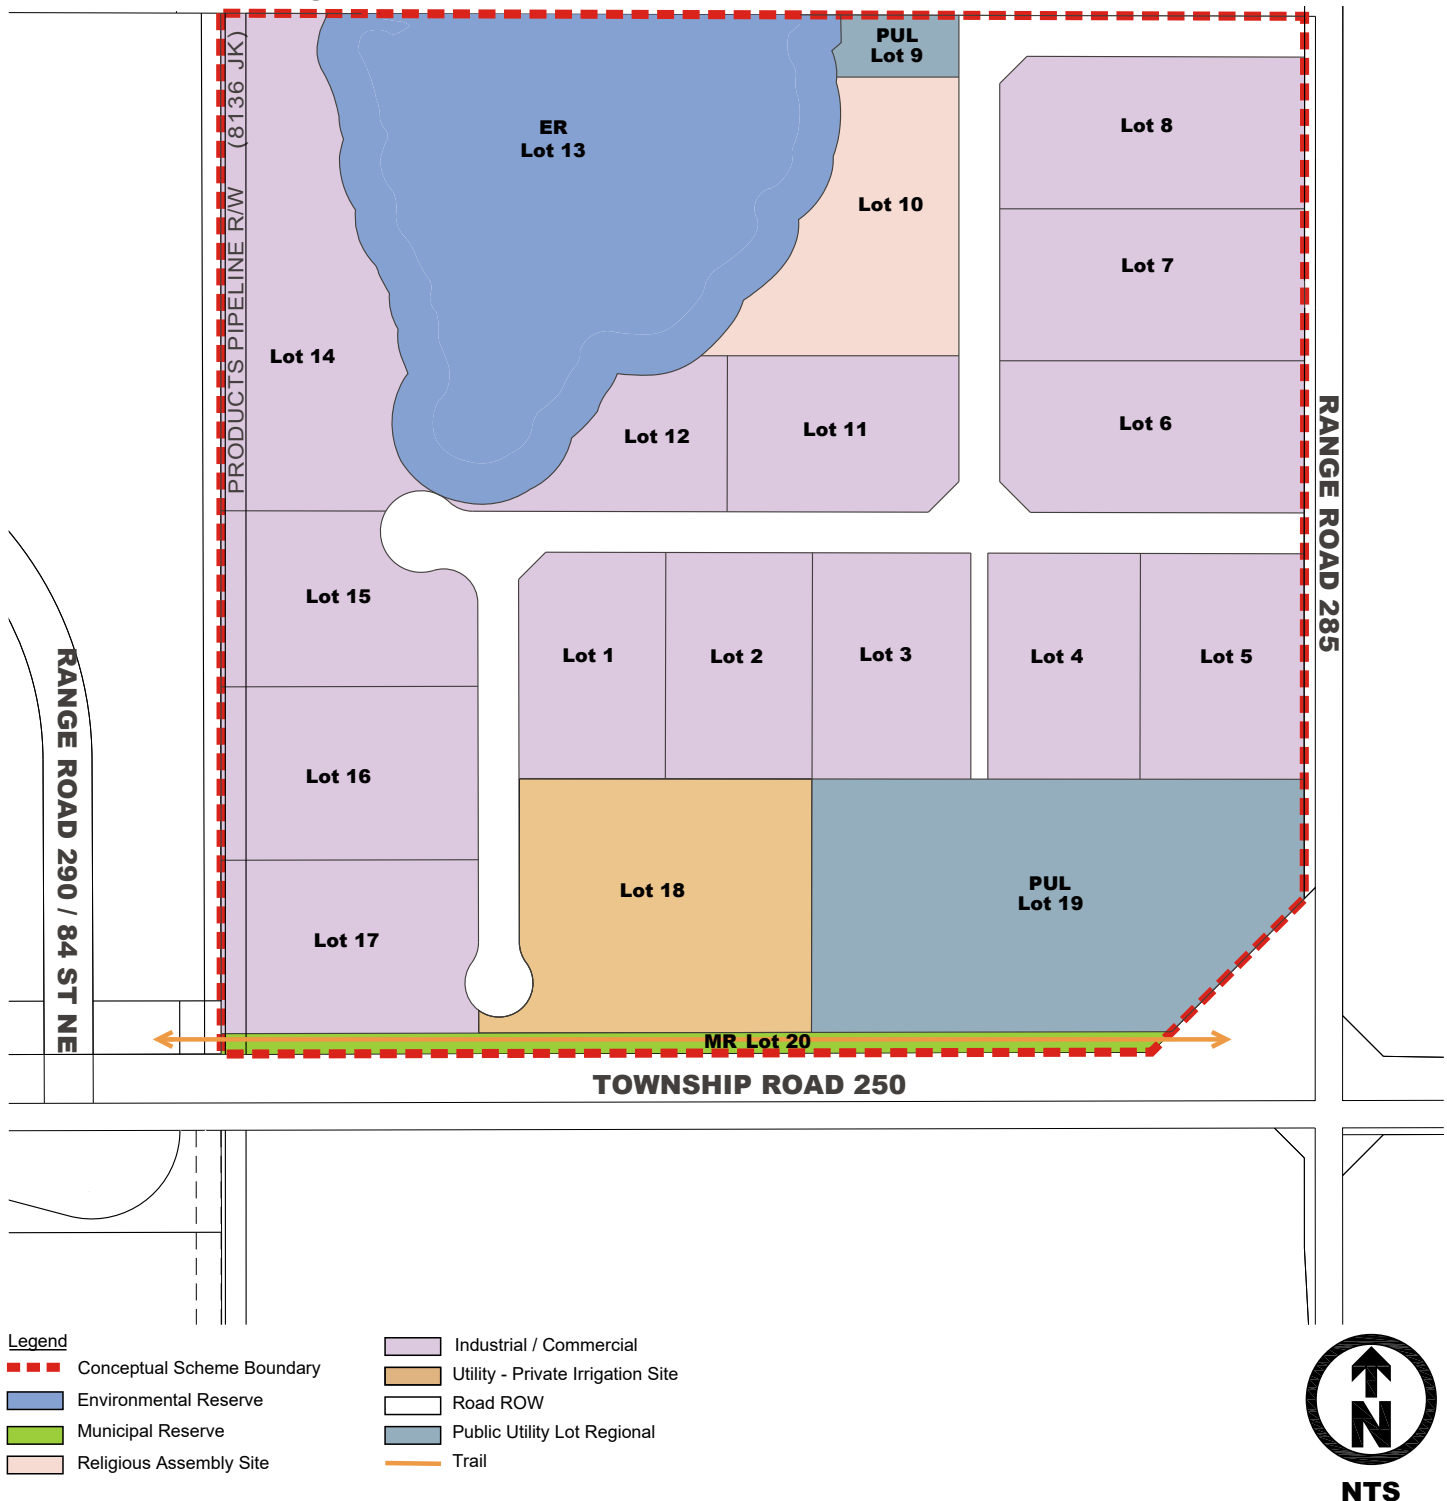 PUL
Lot 9
PRODUCTS PIPELINE R/W (8136 JK)
ER
Lot 13
Lot 8
Lot 10
Lot 7
Lot 14
Lot 12
Lot 11
Lot 6
RANGE ROAD 285
Lot 15
Lot 1
Lot 2
Lot 3
Lot 4
Lot 5
RANGE ROAD 290 / 84 ST NE
Lot 16
Lot 18
PUL
Lot 19
Lot 17
MR Lot 20
TOWNSHIP ROAD 250
Legend
Conceptual Scheme Boundary
Environmental Reserve
Municipal Reserve
Religious Assembly Site
Industrial / Commercial
Utility - Private Irrigation Site
Road ROW
Public Utility Lot Regional
Trail
N
NTS